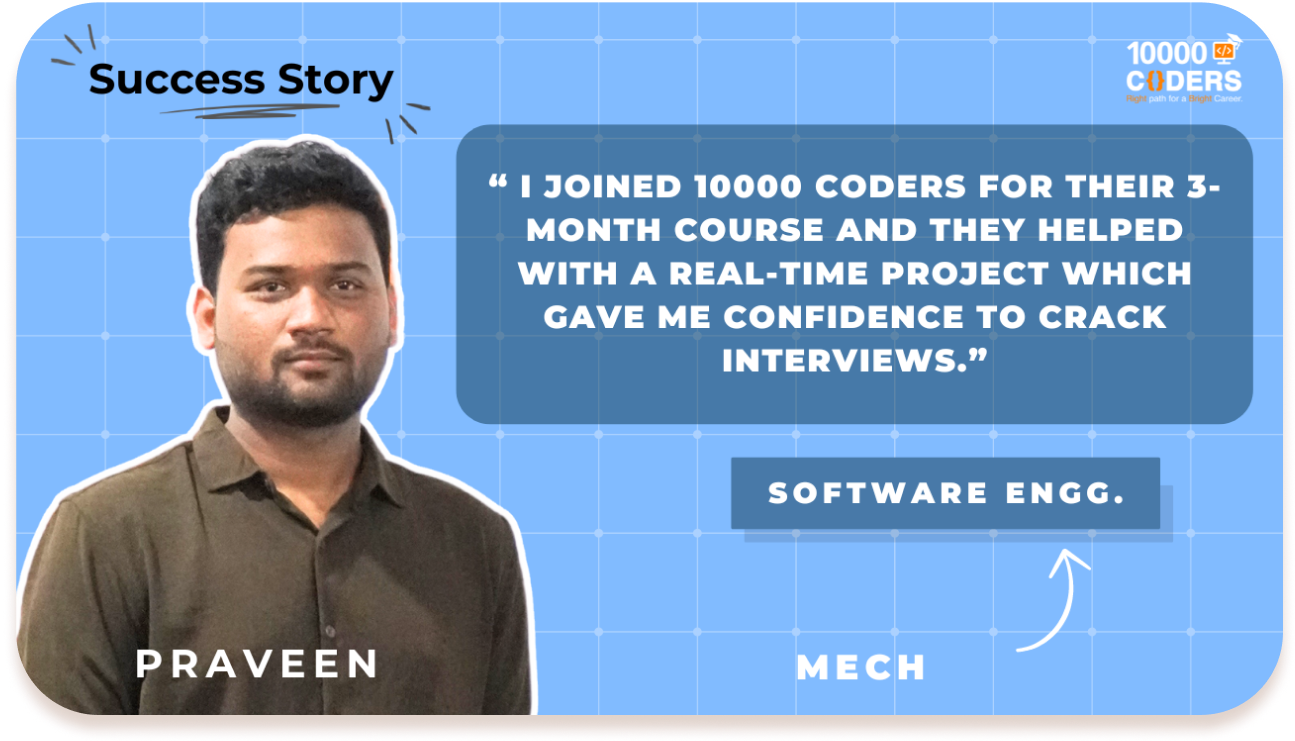 Success Story
10000
CODERS
Right path for a Bright Career.
“ I JOINED 10000 CODERS FOR THEIR 3-
MONTH COURSE AND THEY HELPED
WITH A REAL-TIME PROJECT WHICH
GAVE ME CONFIDENCE TO CRACK
INTERVIEWS.”
SOFTWARE ENGG.
PRAVEEN
MECH